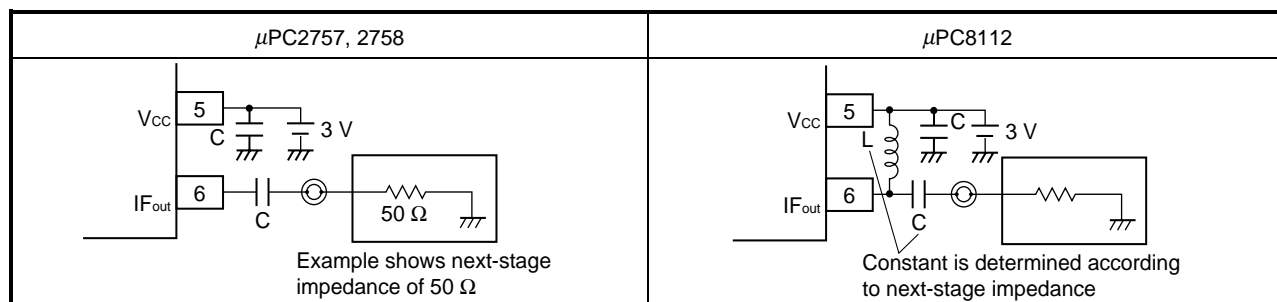 μPC2757, 2758
VCC
5
C
3 V
IFout
6
C
50 Ω
Example shows next-stage
impedance of 50 Ω
μPC8112
VCC
5
L
C
3 V
IFout
6
C
Constant is determined according
to next-stage impedance